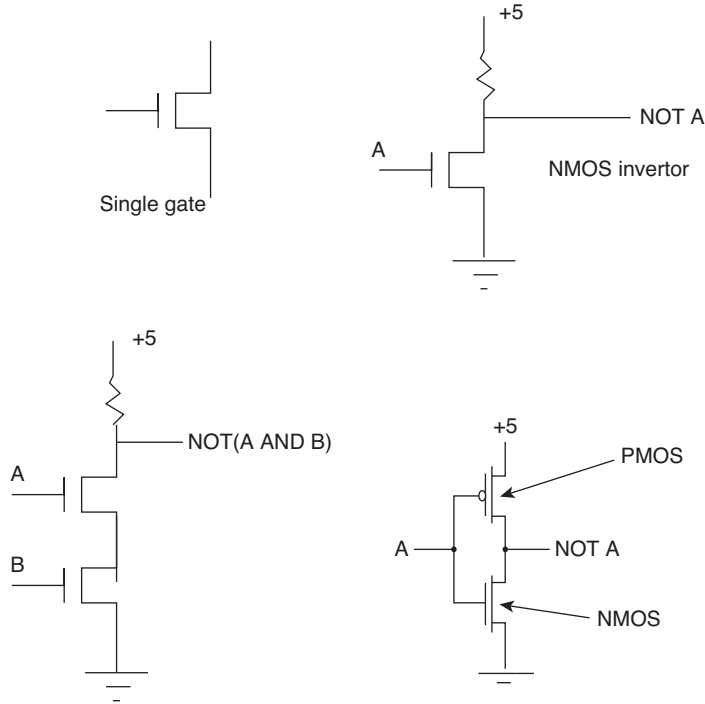 Single gate
+5
NOT A
A
NMOS invertor
+5
NOT(A AND B)
A
B
+5
PMOS
A
NOT A
NMOS